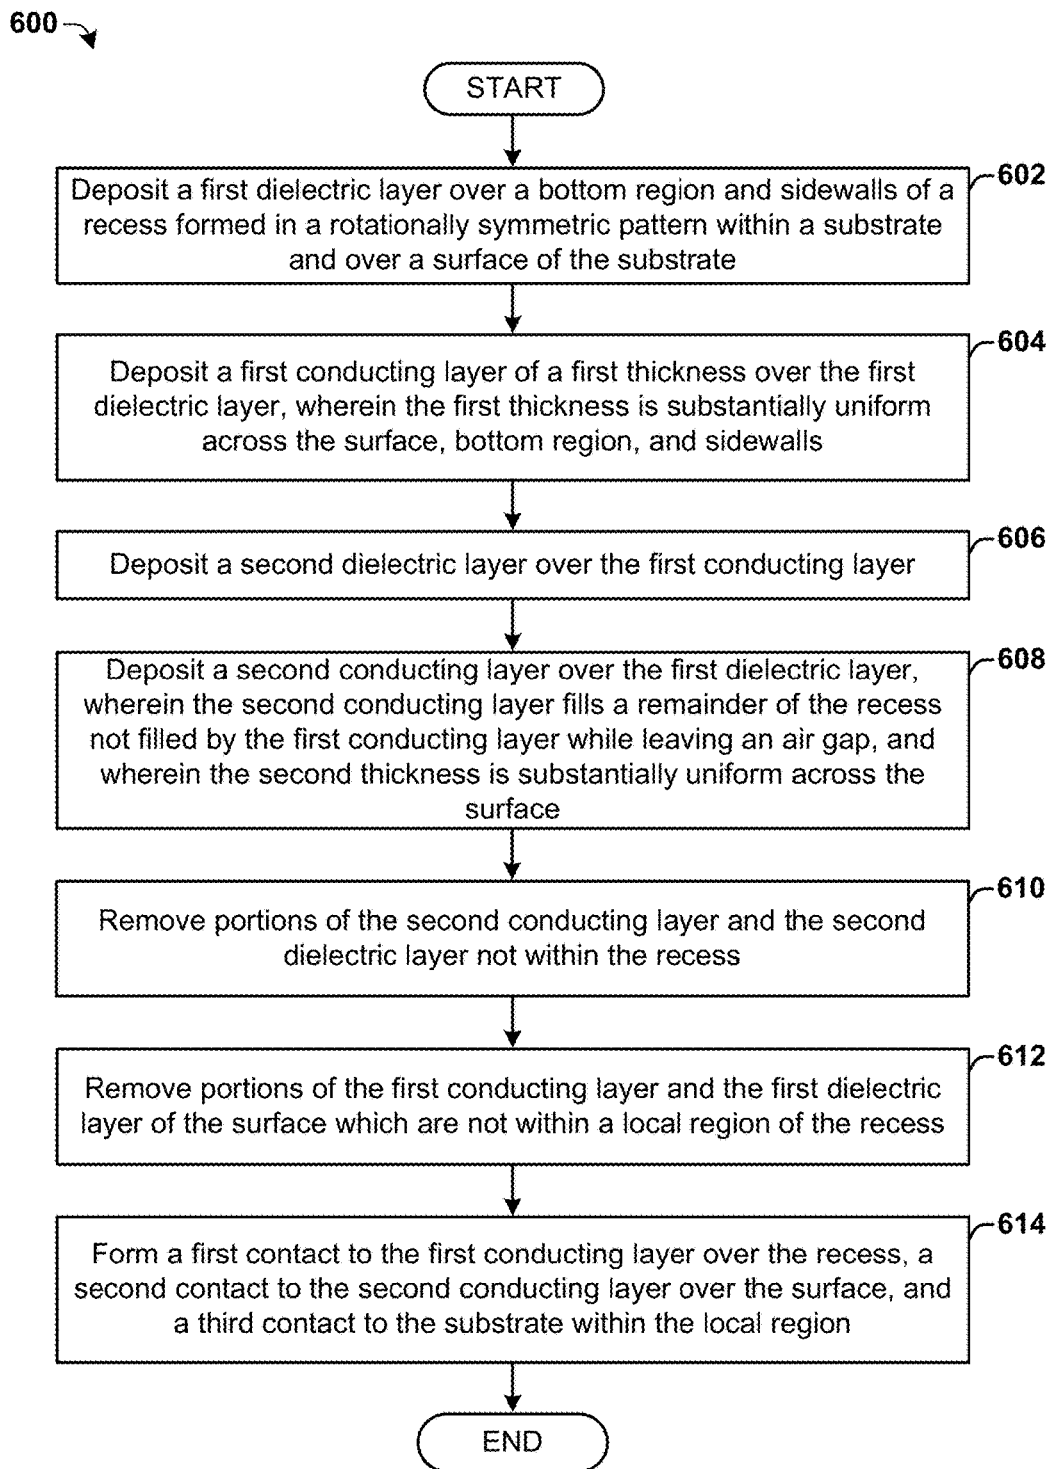 600
START
602
Deposit a first dielectric layer over a bottom region and sidewalls of a
recess formed in a rotationally symmetric pattern within a substrate
and over a surface of the substrate
604
Deposit a first conducting layer of a first thickness over the first
dielectric layer, wherein the first thickness is substantially uniform
across the surface, bottom region, and sidewalls
606
Deposit a second dielectric layer over the first conducting layer
608
Deposit a second conducting layer over the first dielectric layer,
wherein the second conducting layer fills a remainder of the recess
not filled by the first conducting layer while leaving an air gap, and
wherein the second thickness is substantially uniform across the
surface
610
Remove portions of the second conducting layer and the second
dielectric layer not within the recess
612
Remove portions of the first conducting layer and the first dielectric
layer of the surface which are not within a local region of the recess
614
Form a first contact to the first conducting layer over the recess, a
second contact to the second conducting layer over the surface, and
a third contact to the substrate within the local region
END